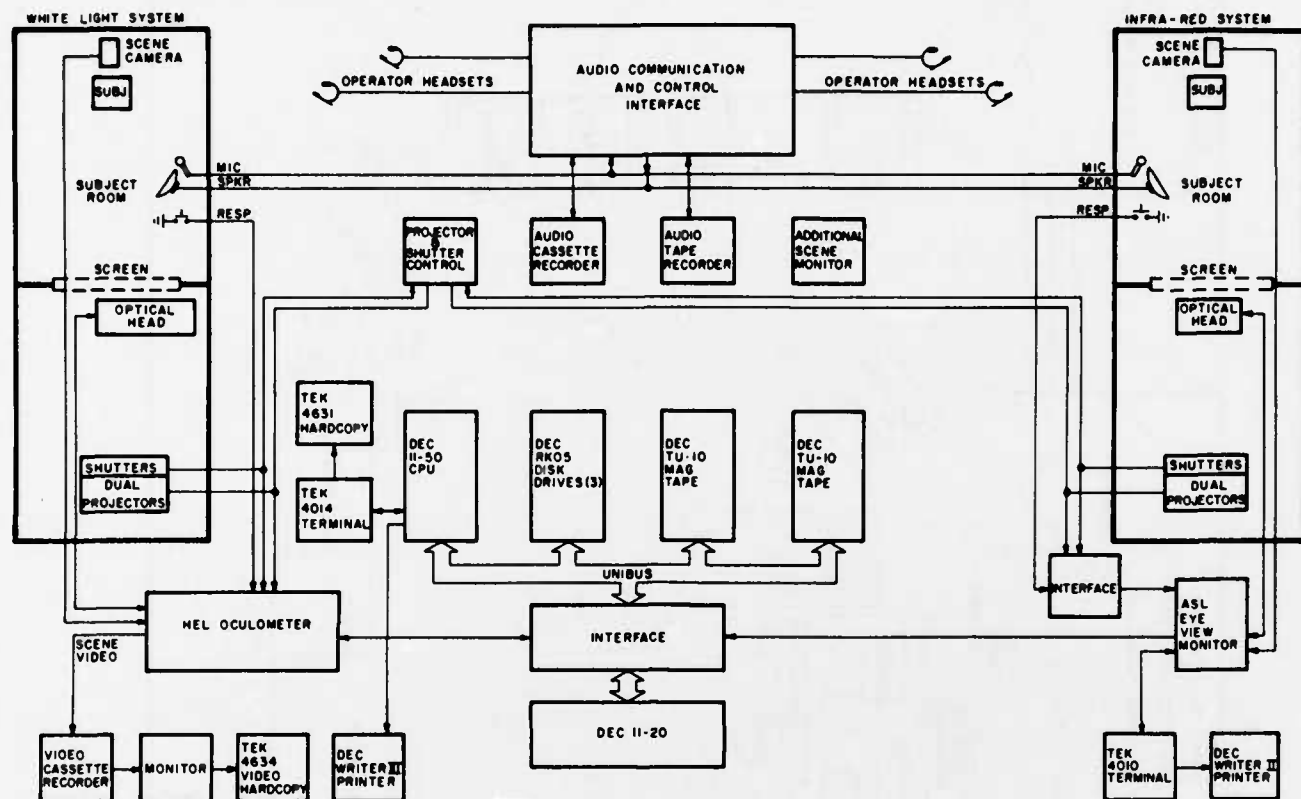 WHITE LIGHT SYSTEM
SCENE
CAMERA
SUBJ
SUBJECT
ROOM
MIC
SPKR
RESP
SCREEN
OPTICAL
HEAD
SHUTTERS
DUAL
PROJECTORS
OPERATOR HEADSETS
AUDIO COMMUNICATION
AND CONTROL
INTERFACE
OPERATOR HEADSETS
INFRA-RED SYSTEM
SCENE
CAMERA
SUBJ
MIC
SPKR
RESP
SUBJECT
ROOM
SCREEN
OPTICAL
HEAD
SHUTTERS
DUAL
PROJECTORS
PROJECTOR
&
SHUTTER
CONTROL
AUDIO
CASSETTE
RECORDER
AUDIO
TAPE
RECORDER
ADDITIONAL
SCENE
MONITOR
TEK
4631
HARDCOPY
TEK
4014
TERMINAL
DEC
11-50
CPU
DEC
RK05
DISK
DRIVES(3)
DEC
TU-10
MAG
TAPE
DEC
TU-10
MAG
TAPE
UNIBUS
HEL OCULOMETER
INTERFACE
INTERFACE
ASL
EYE
VIEW
MONITOR
SCENE
VIDEO
DEC 11-20
VIDEO
CASSETTE
RECORDER
MONITOR
TEK
4634
VIDEO
HARDCOPY
DEC
WRITER III
PRINTER
TEK
4010
TERMINAL
DEC
WRITER II
PRINTER